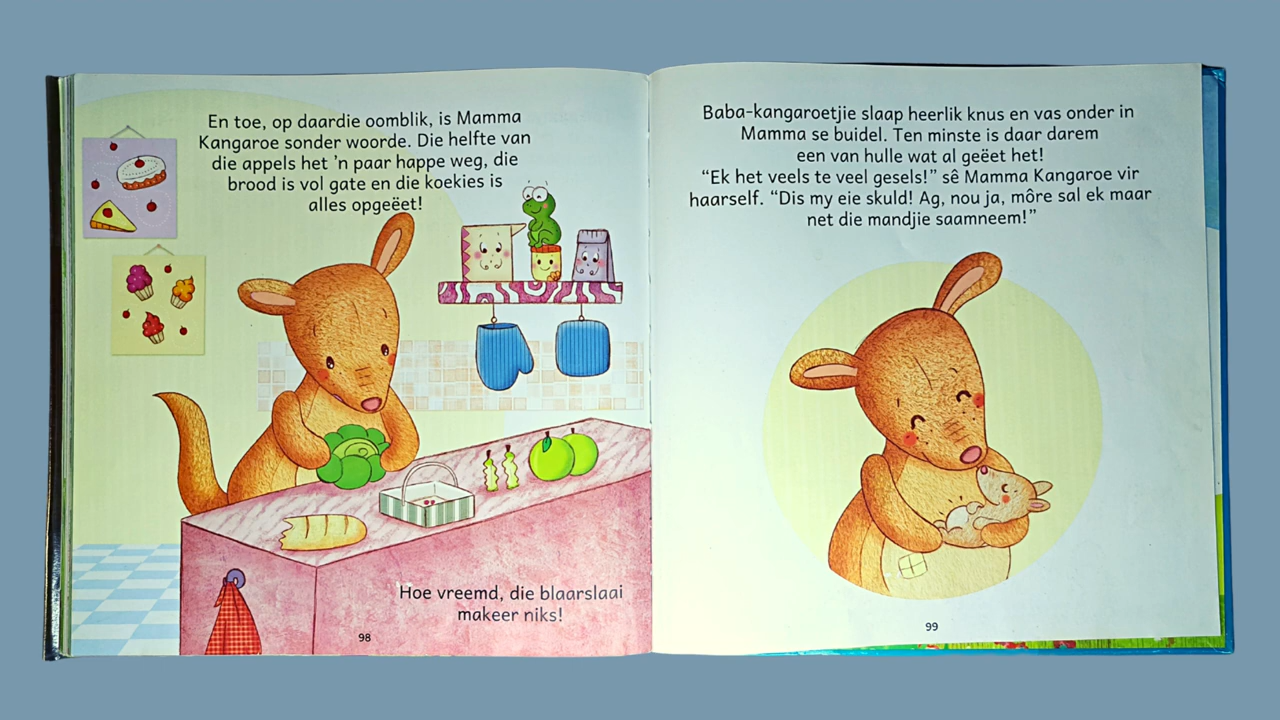 En toe, op daardie oomblik, is Mamma
Kangaroe sonder woorde. Die helfte van
die appels het 'n paar happe weg, die
brood is vol gate en die koekies is
alles opgeëet!
Hoe vreemd, die blaarslaai
makeer niks!
98
Baba-kangaroetjie slaap heerlik knus en vas onder in
Mamma se buidel. Ten minste is daar darem
een van hulle wat al geëet het!
“Ek het veels te veel gesels!” sê Mamma Kangaroe vir
haarself. “Dis my eie skuld! Ag, nou ja, môre sal ek maar
net die mandjie saamneem!”
99